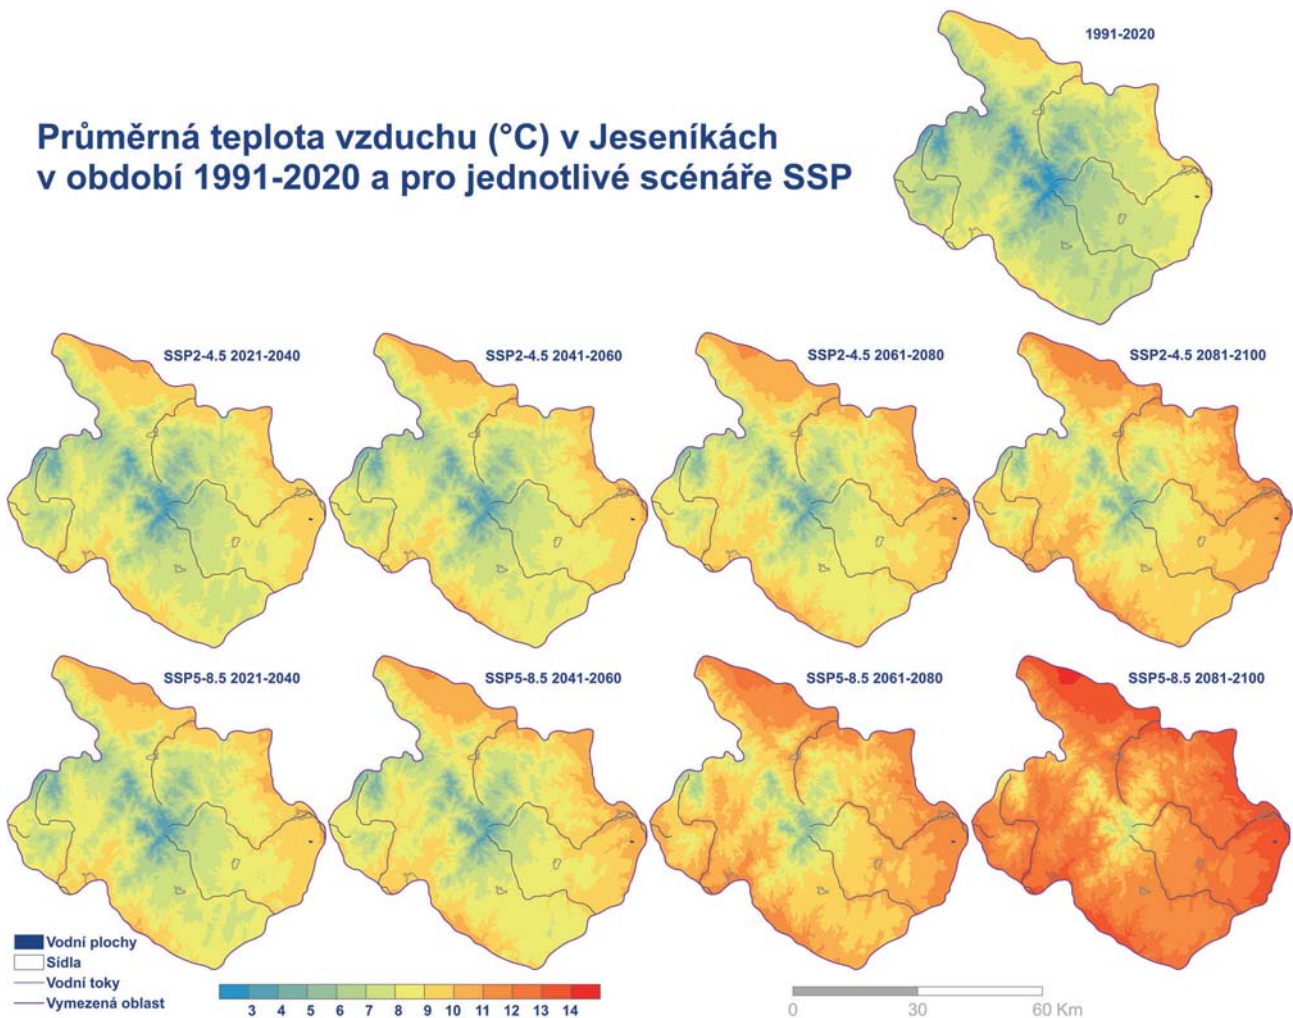 1991-2020
Průměrná teplota vzduchu (°C) v Jeseníkách
v období 1991-2020 a pro jednotlivé scénáře SSP
SSP2-4.5 2021-2040
SSP2-4.5 2041-2060
SSP2-4.5 2061-2080
SSP2-4.5 2081-2100
SSP5-8.5 2021-2040
SSP5-8.5 2041-2060
SSP5-8.5 2061-2080
SSP5-8.5 2081-2100
Vodní plochy
Sídla
Vodní toky
Vymezená oblast
3 4 5 6 7 8 9 10 11 12 13 14
0 30 60 Km